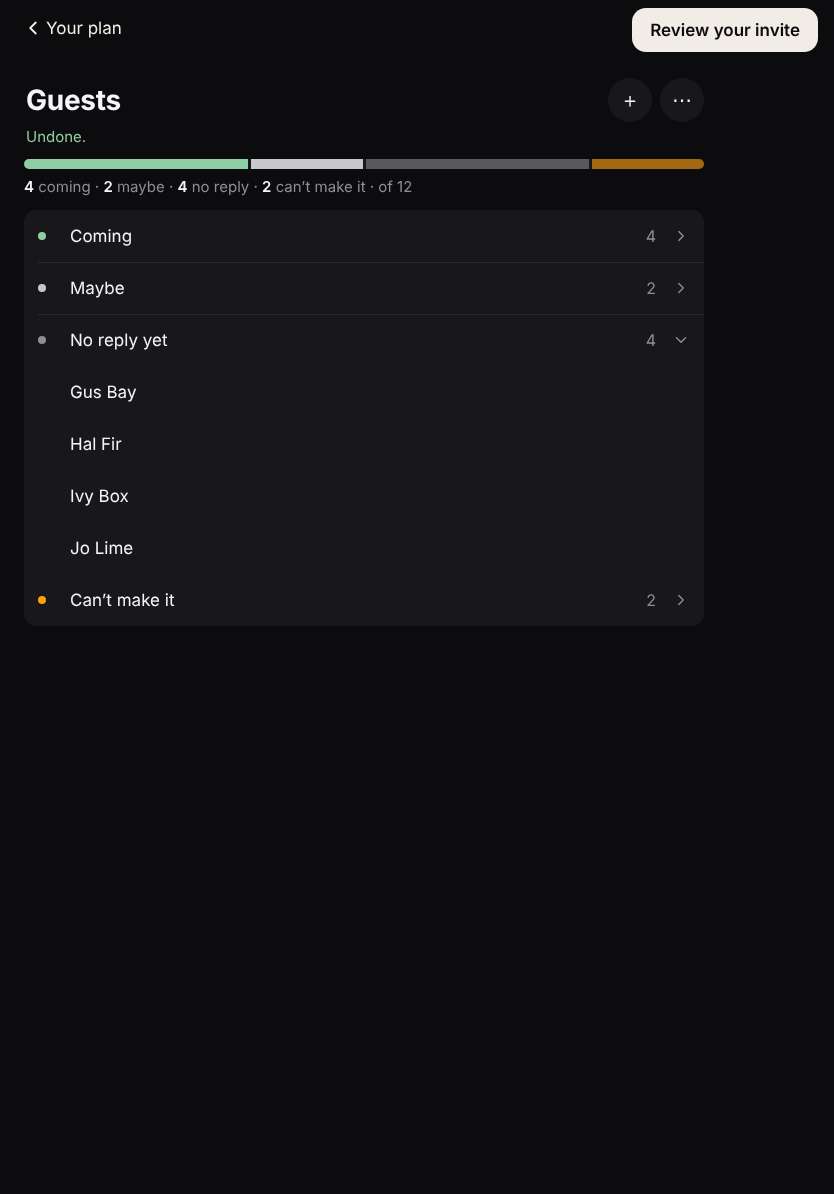 Your plan
Review your invite
Guests
+ ···
Undone.
4 coming · 2 maybe · 4 no reply · 2 can’t make it · of 12
Coming 4
Maybe 2
No reply yet 4
Gus Bay
Hal Fir
Ivy Box
Jo Lime
Can’t make it 2